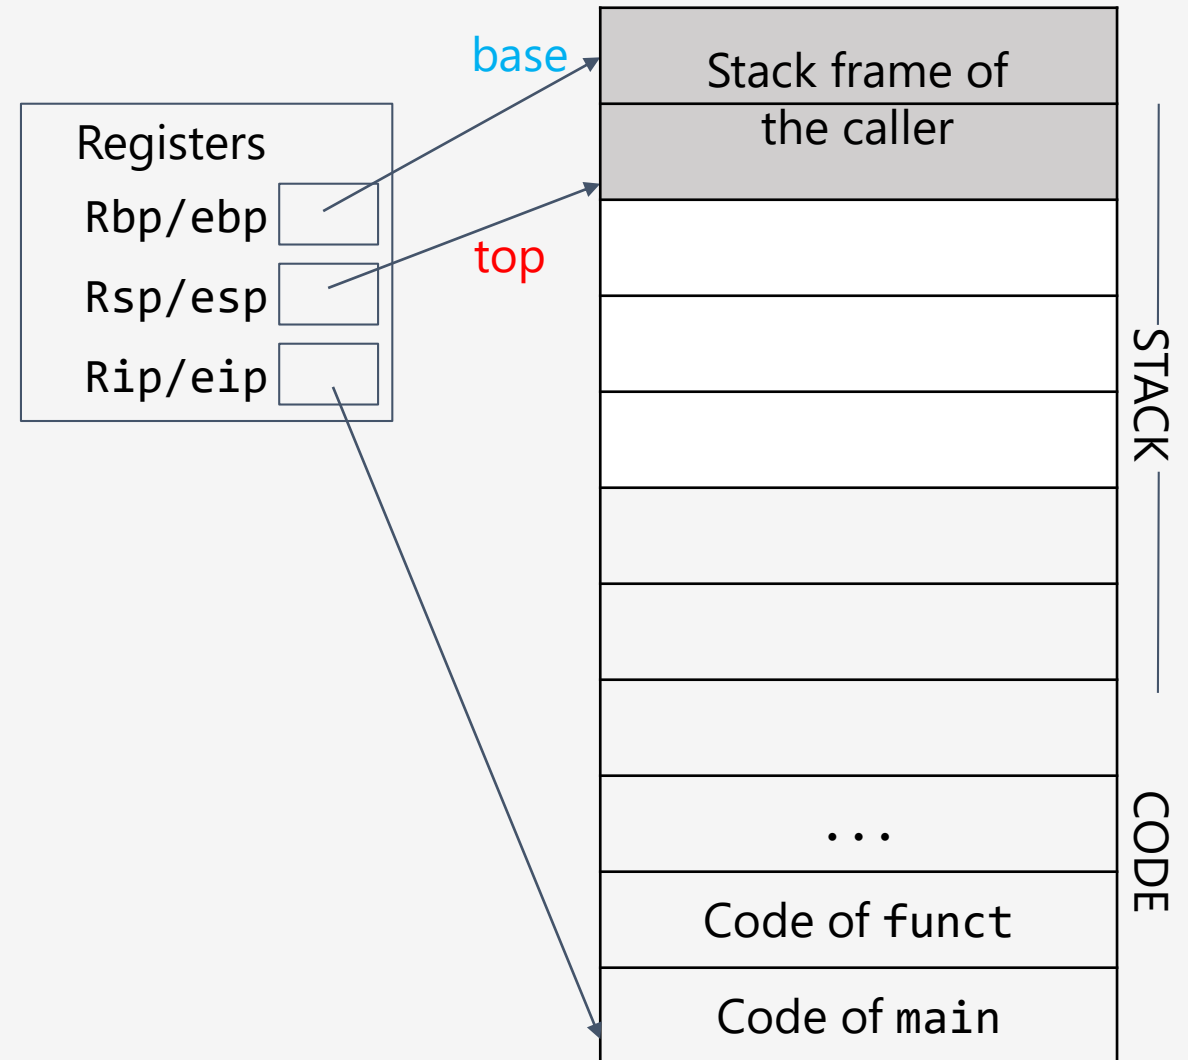 base
Stack frame of
the caller
Registers
Rbp/ebp
top
Rsp/esp
Rip/eip
STACK
...
CODE
Code of funct
Code of main